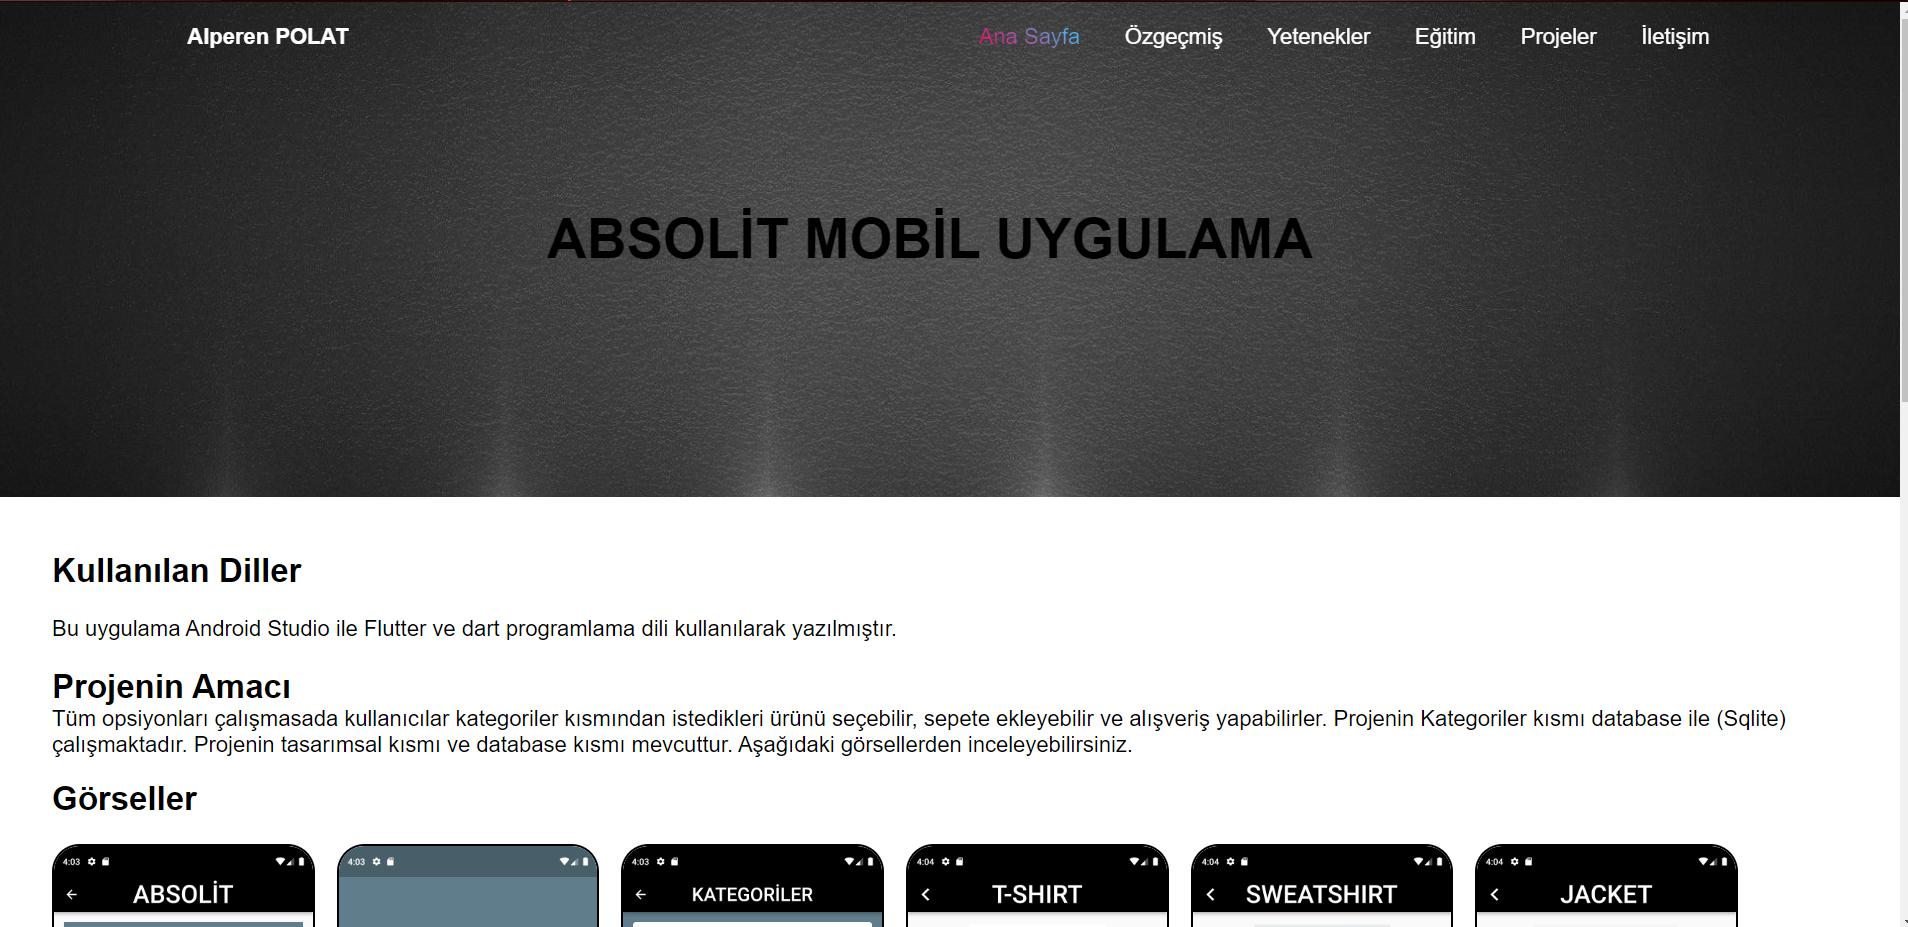 Alperen POLAT
Ana Sayfa Özgeçmiş Yetenekler Eğitim Projeler İletişim
ABSOLİT MOBİL UYGULAMA
Kullanılan Diller
Bu uygulama Android Studio ile Flutter ve dart programlama dili kullanılarak yazılmıştır.
Projenin Amacı
Tüm opsiyonları çalışmasada kullanıcılar kategoriler kısmından istedikleri ürünü seçebilir, sepete ekleyebilir ve alışveriş yapabilirler. Projenin Kategoriler kısmı database ile (Sqlite)
çalışmaktadır. Projenin tasarımsal kısmı ve database kısmı mevcuttur. Aşağıdaki görsellerden inceleyebilirsiniz.
Görseller
4:03
ABSOLİT
4:03
4:03
KATEGORİLER
4:04
T-SHIRT
4:04
SWEATSHIRT
4:04
JACKET